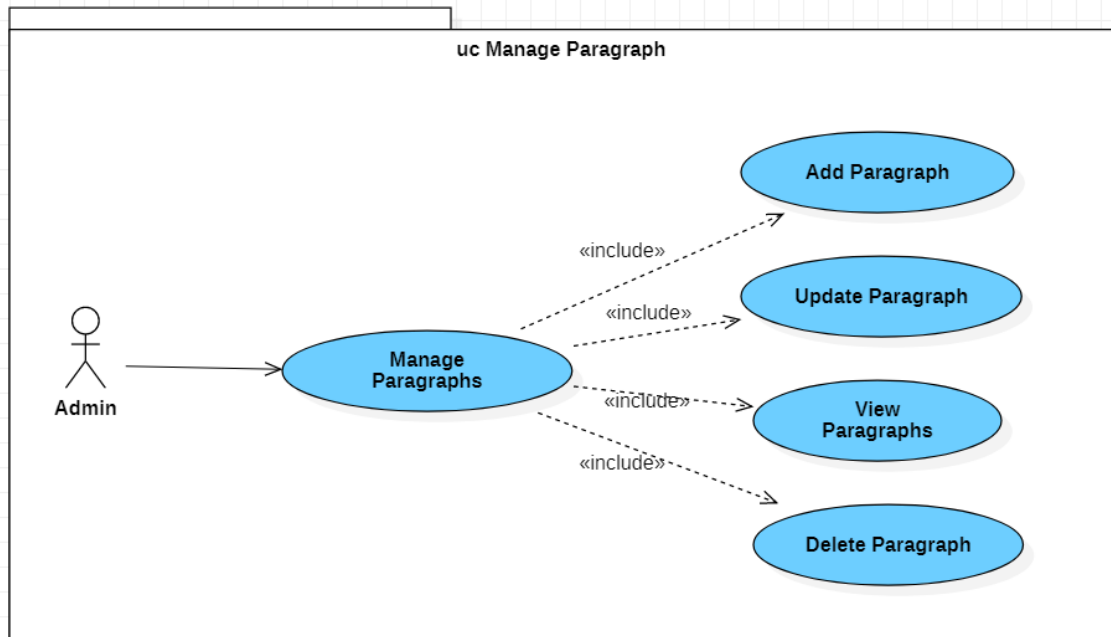 uc Manage Paragraph
Add Paragraph
«include»
Update Paragraph
«include»
Manage
Paragraphs
«include»
View
Paragraphs
Admin
«include»
Delete Paragraph